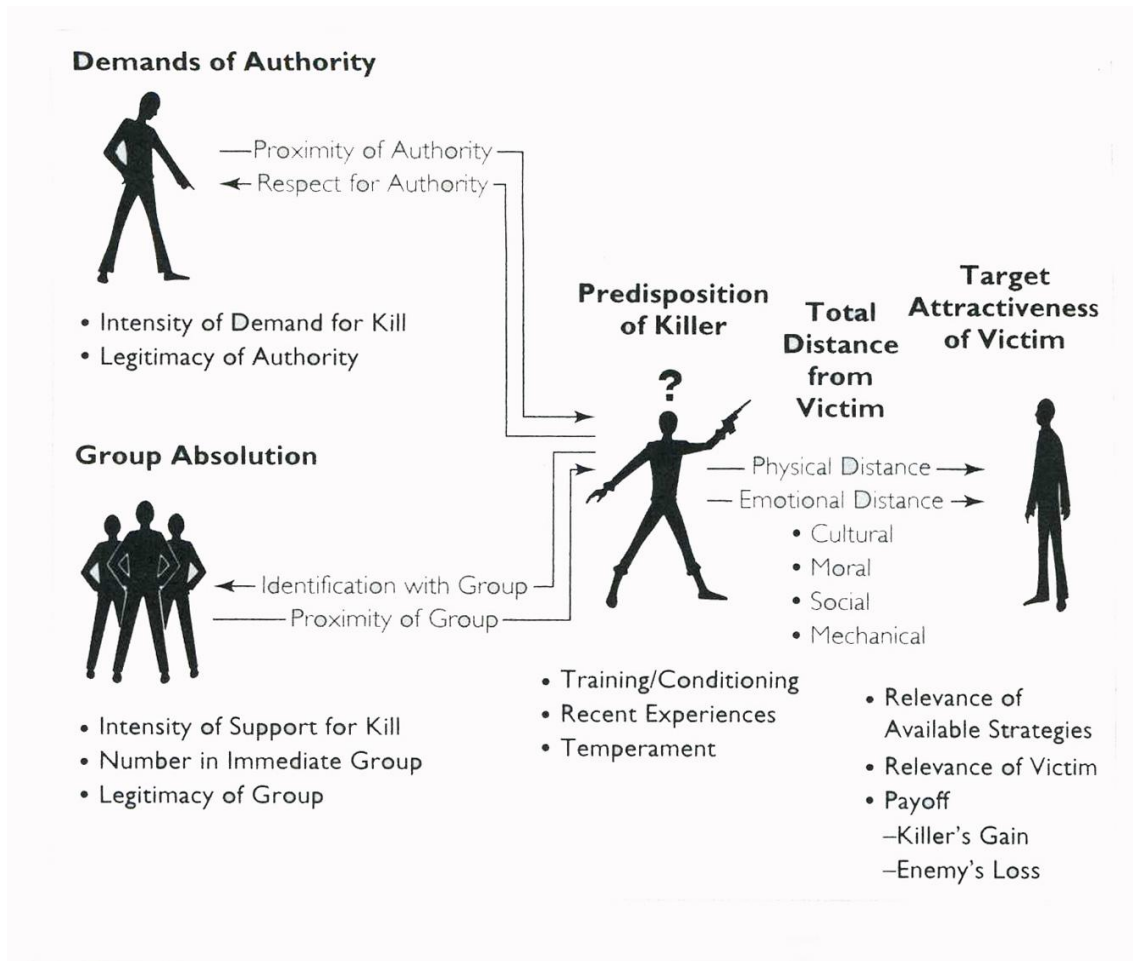 Demands of Authority
Proximity of Authority
Respect for Authority
• Intensity of Demand for Kill
• Legitimacy of Authority
Group Absolution
Identification with Group
Proximity of Group
• Intensity of Support for Kill
• Number in Immediate Group
• Legitimacy of Group
Predisposition
of Killer
?
• Training/Conditioning
• Recent Experiences
• Temperament
Total
Distance
from
Victim
Physical Distance
Emotional Distance
• Cultural
• Moral
• Social
• Mechanical
Target
Attractiveness
of Victim
• Relevance of
Available Strategies
• Relevance of Victim
• Payoff
–Killer's Gain
–Enemy's Loss